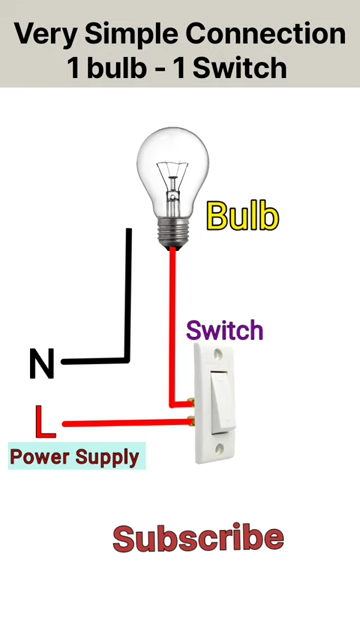 Very Simple Connection
1 bulb - 1 Switch
Bulb
Switch
N
L
Power Supply
Subscribe